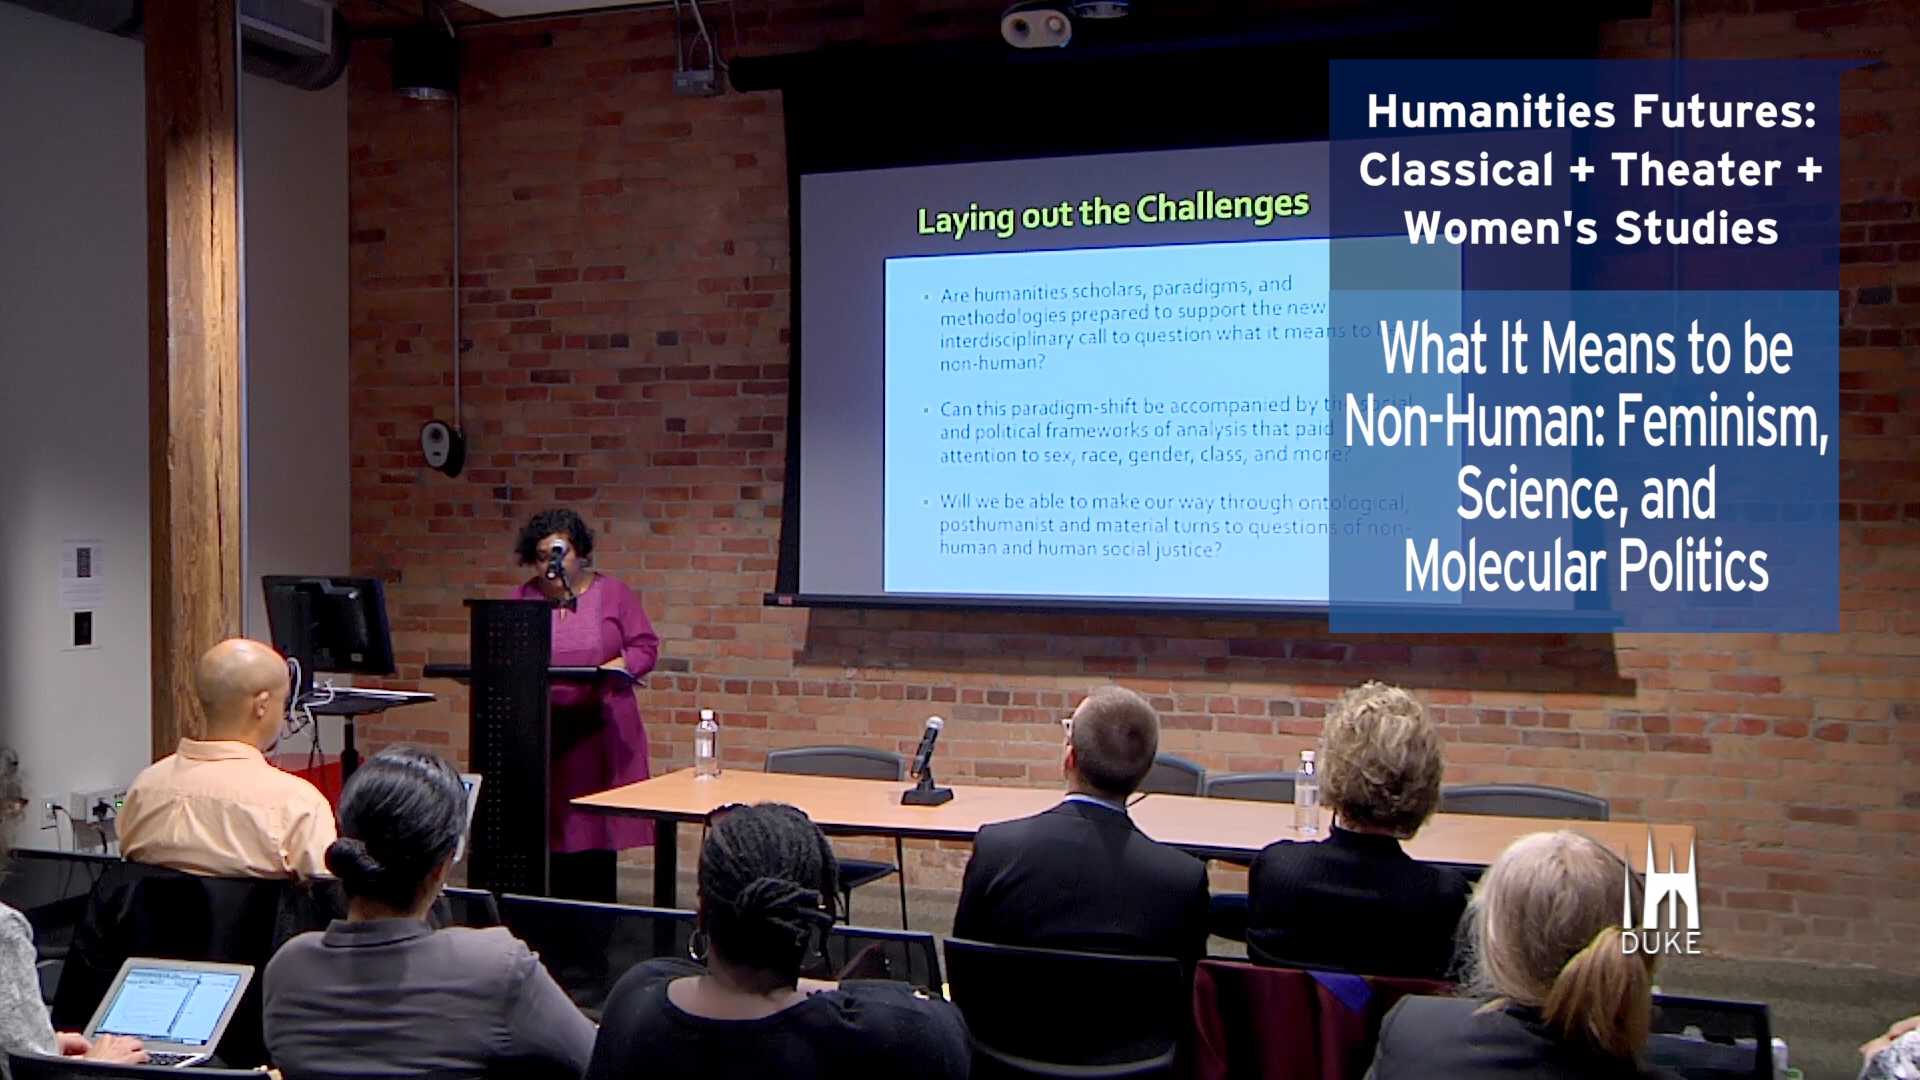 Humanities Futures:
Classical + Theater +
Women's Studies
What It Means to be
Non-Human: Feminism,
Science, and
Molecular Politics
Laying out the Challenges
Are humanities scholars, paradigms, and
methodologies prepared to support the new
interdisciplinary call to question what it means to be
non-human?
Can this paradigm-shift be accompanied by the social
and political frameworks of analysis that paid
attention to sex, race, gender, class, and more?
Will we be able to make our way through ontological,
posthumanist and material turns to questions of non-
human and human social justice?
DUKE